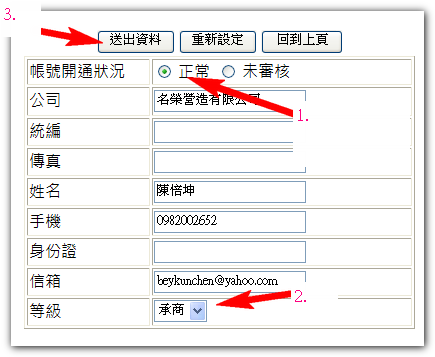 3.
送出資料 重新設定 回到上頁
帳號開通狀況 正常 未審核
公司 名榮營造有限公司
1.
統編
傳真
姓名 陳倍坤
手機 0982002652
身份證
信箱 beykunchen@yahoo.com
2.
等級 承商